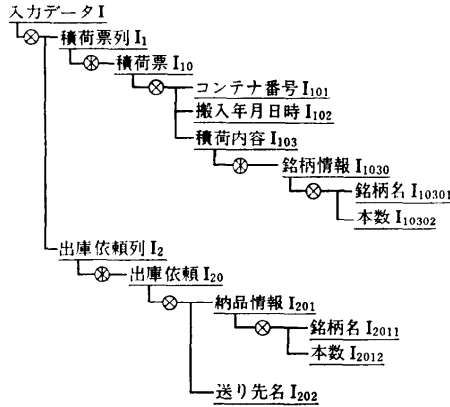 入力データ I
積荷票列 I1
積荷票 I10
コンテナ番号 I101
搬入年月日時 I102
積荷内容 I103
銘柄情報 I1030
銘柄名 I10301
本数 I10302
出庫依頼列 I2
出庫依頼 I20
納品情報 I201
銘柄名 I2011
本数 I2012
送り先名 I202